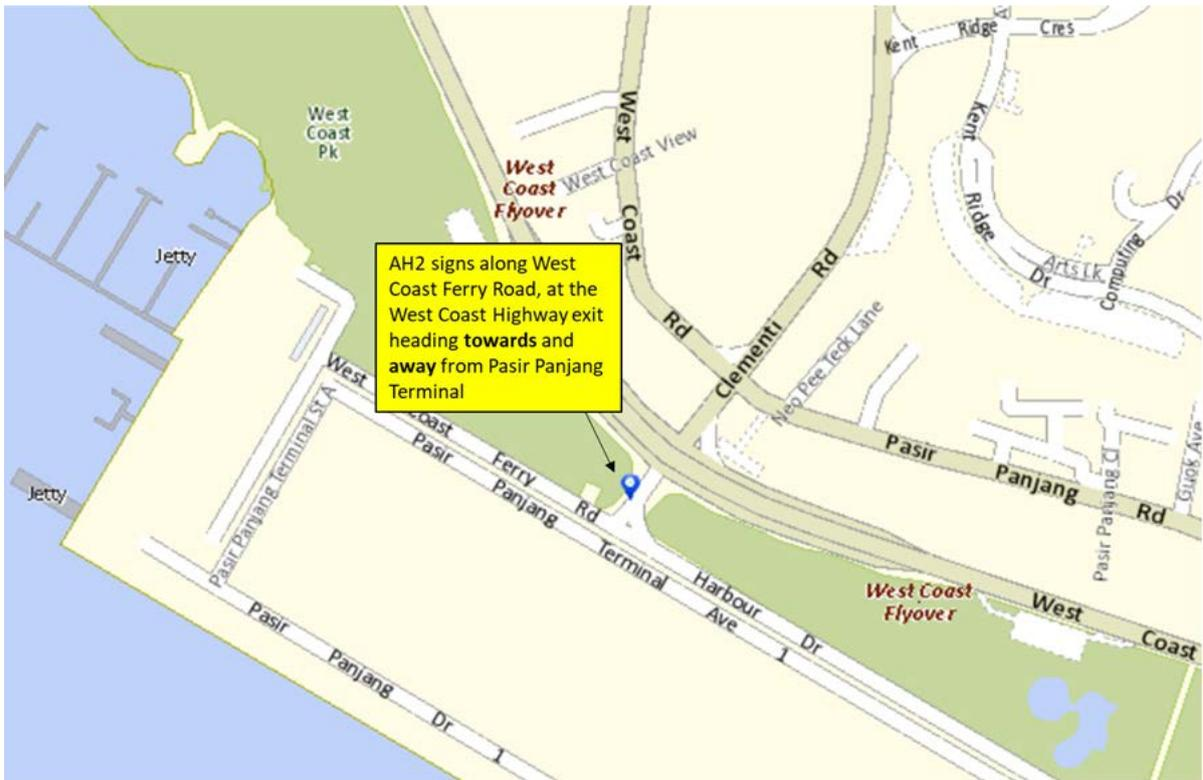 Kent Ridge Cres
West
Coast
Pk
West
Coast
Flyover
West Coast View
West Coast Rd
Kent Ridge Dr
Dr
Computing
Arts Lk
Jetty
AH2 signs along West
Coast Ferry Road, at the
West Coast Highway exit
heading towards and
away from Pasir Panjang
Terminal
Clementi Rd
Neo Pee Teck Lane
West Coast Ferry Rd
Pasir Panjang Terminal St A
Pasir Panjang Rd
Pasir Panjang Cl
Guok Ave
Jetty
Pasir Panjang Terminal Ave 1
Harbour Dr
West Coast
Flyover
West Coast
Pasir Panjang Dr 1